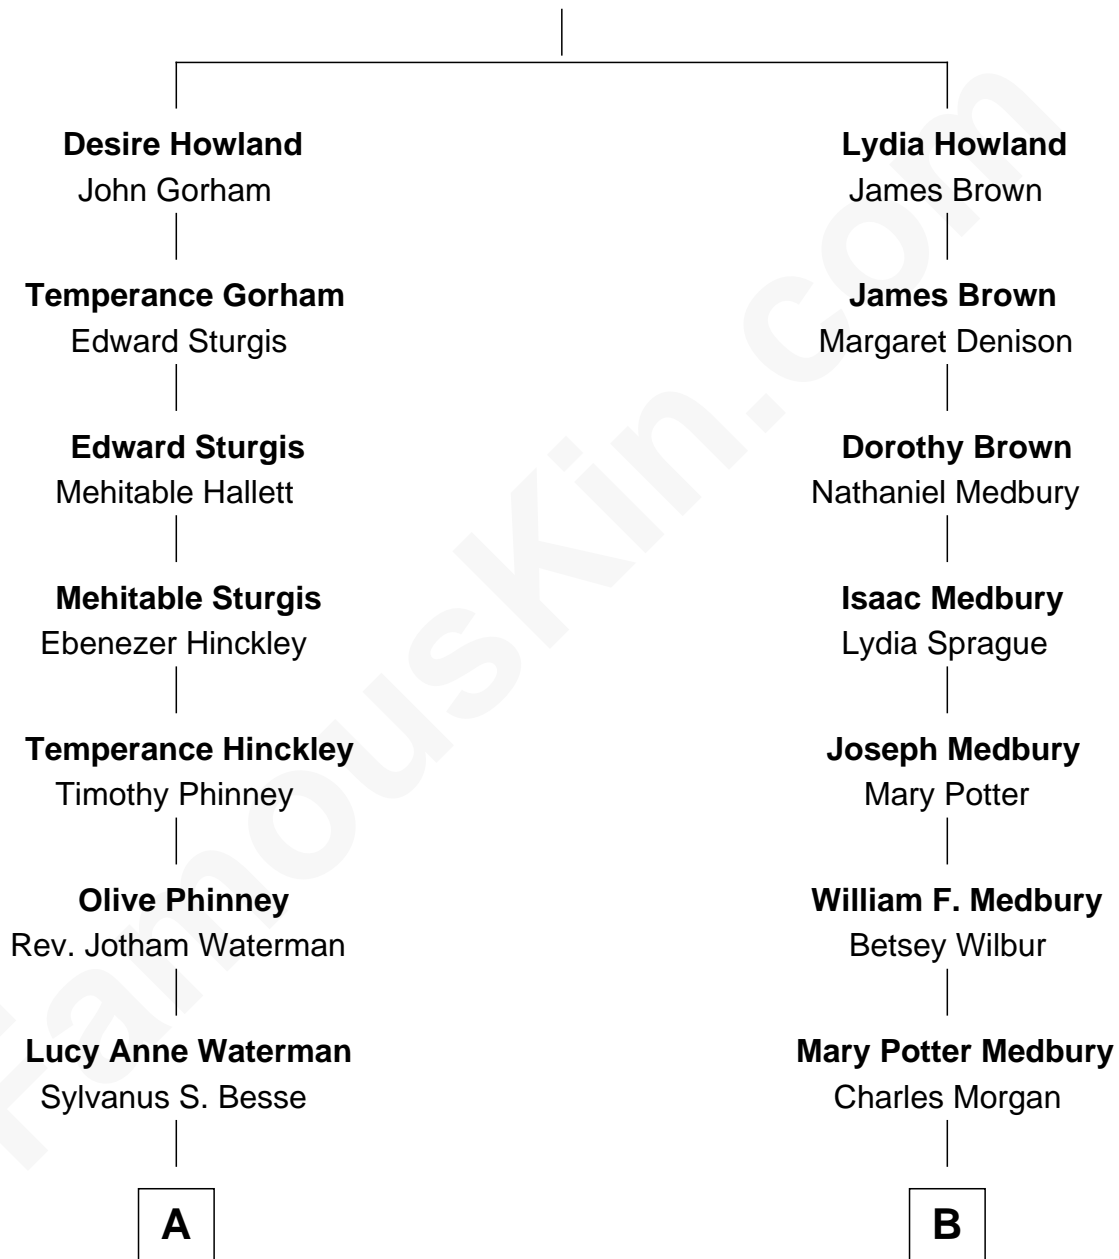 Desire Howland
John Gorham
Lydia Howland
James Brown
Temperance Gorham
Edward Sturgis
James Brown
Margaret Denison
Edward Sturgis
Mehitable Hallett
Dorothy Brown
Nathaniel Medbury
Mehitable Sturgis
Ebenezer Hinckley
Isaac Medbury
Lydia Sprague
Temperance Hinckley
Timothy Phinney
Joseph Medbury
Mary Potter
Olive Phinney
Rev. Jotham Waterman
William F. Medbury
Betsey Wilbur
Lucy Anne Waterman
Sylvanus S. Besse
Mary Potter Medbury
Charles Morgan
A
B
FamousKin.com